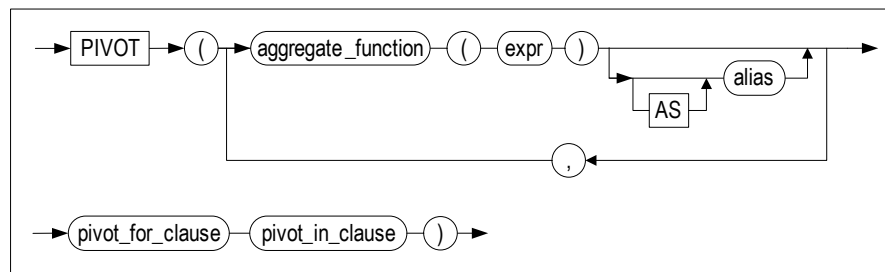 PIVOT ( aggregate_function ( expr ) alias
AS
,
pivot_for_clause pivot_in_clause )